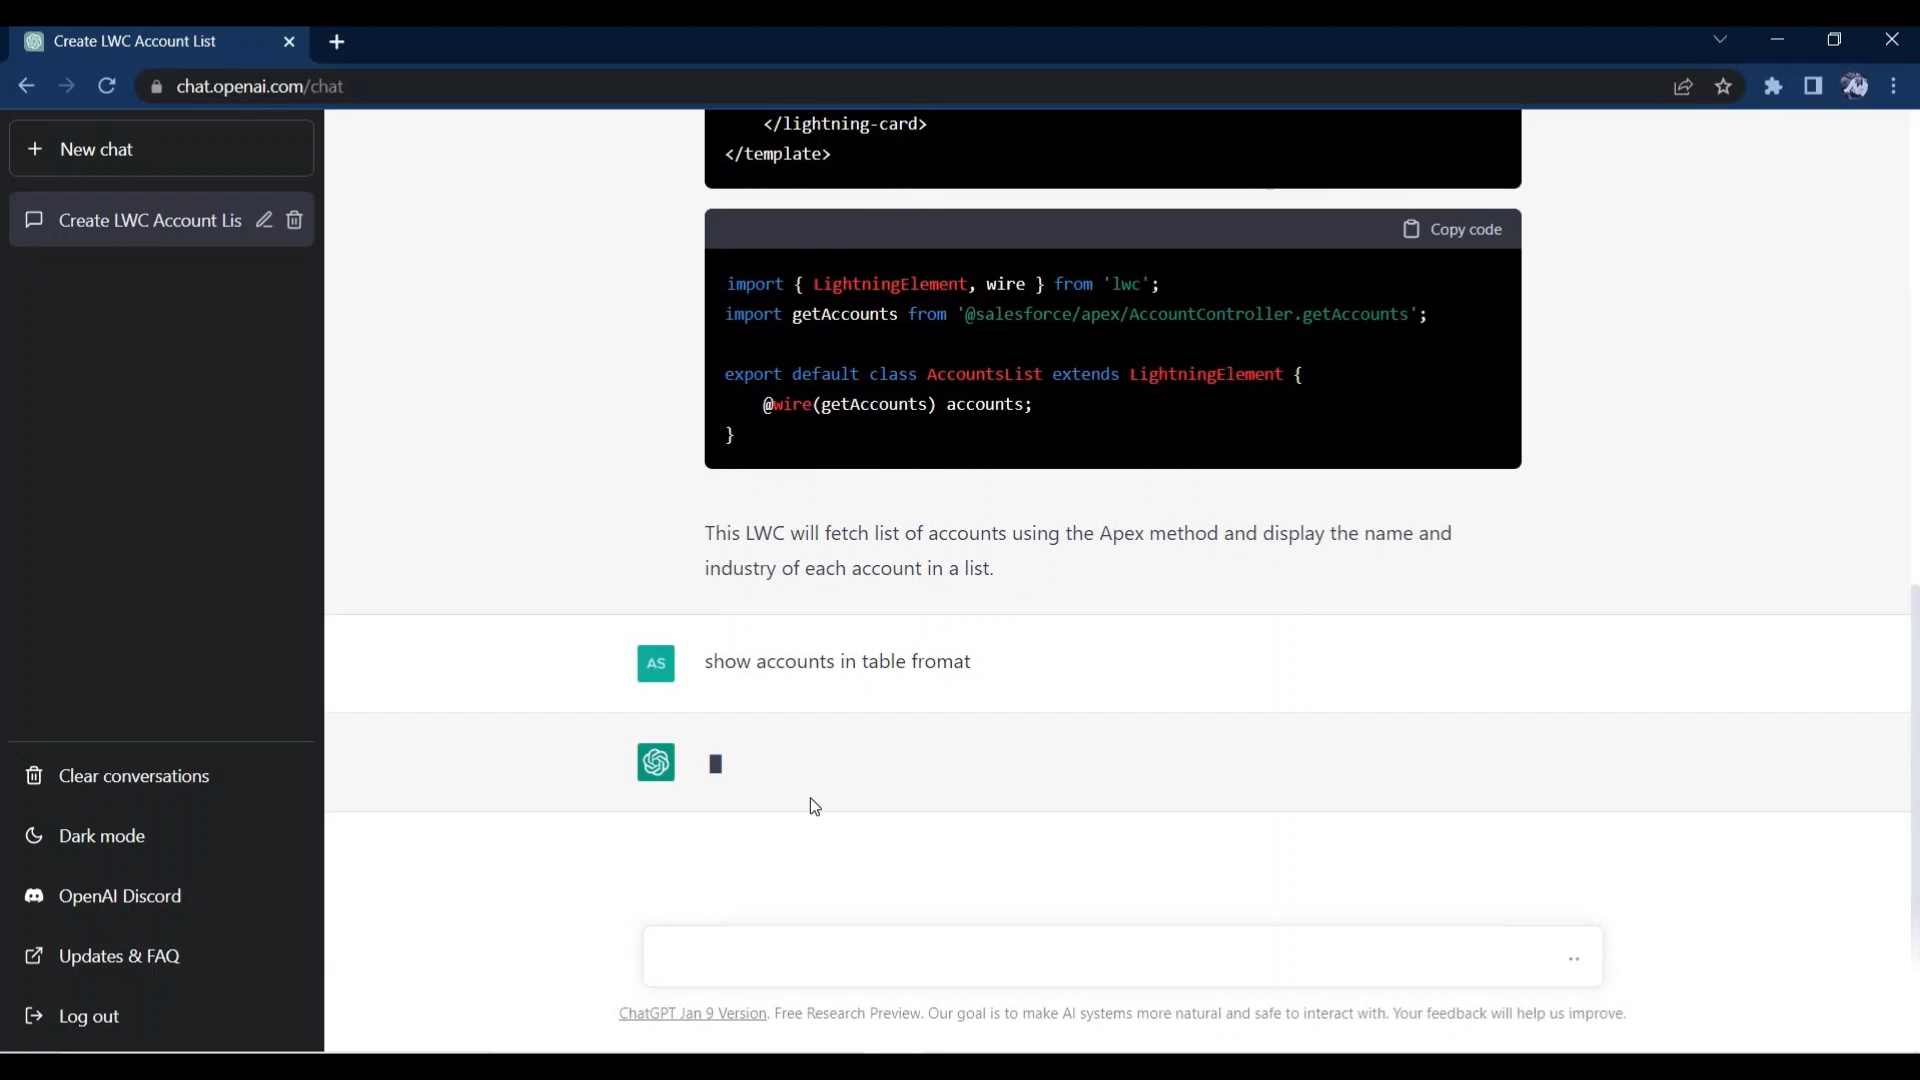 Create LWC Account List
chat.openai.com/chat
New chat
Create LWC Account Lis
Clear conversations
Dark mode
OpenAI Discord
Updates & FAQ
Log out
</lightning-card>
</template>
Copy code
import { LightningElement, wire } from 'lwc';
import getAccounts from '@salesforce/apex/AccountController.getAccounts';
export default class AccountsList extends LightningElement {
@wire(getAccounts) accounts;
}
This LWC will fetch list of accounts using the Apex method and display the name and
industry of each account in a list.
AS
show accounts in table fromat
ChatGPT Jan 9 Version. Free Research Preview. Our goal is to make AI systems more natural and safe to interact with. Your feedback will help us improve.